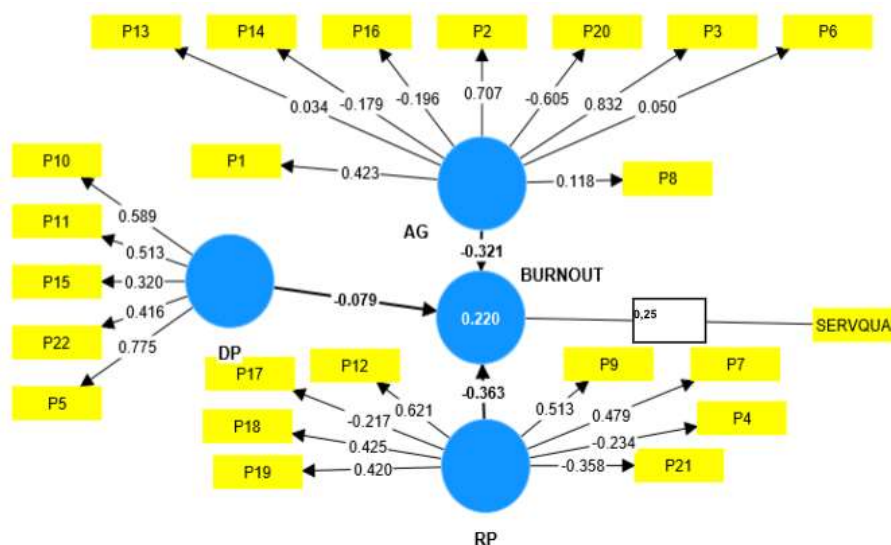 P13
P14
P16
P2
P20
P3
P6
0.034
-0.179
-0.196
0.707
-0.605
0.832
0.050
P10
P1
0.423
0.118
P8
0.589
P11
AG
0.513
-0.321
BURNOUT
P15
0.320
-0.079
0.220
0,25
SERVQUA
P22
0.416
0.775
DP
P5
P17
P12
-0.363
P9
P7
-0.217
0.621
0.513
0.479
P18
0.425
-0.234
P4
P19
0.420
-0.358
P21
RP